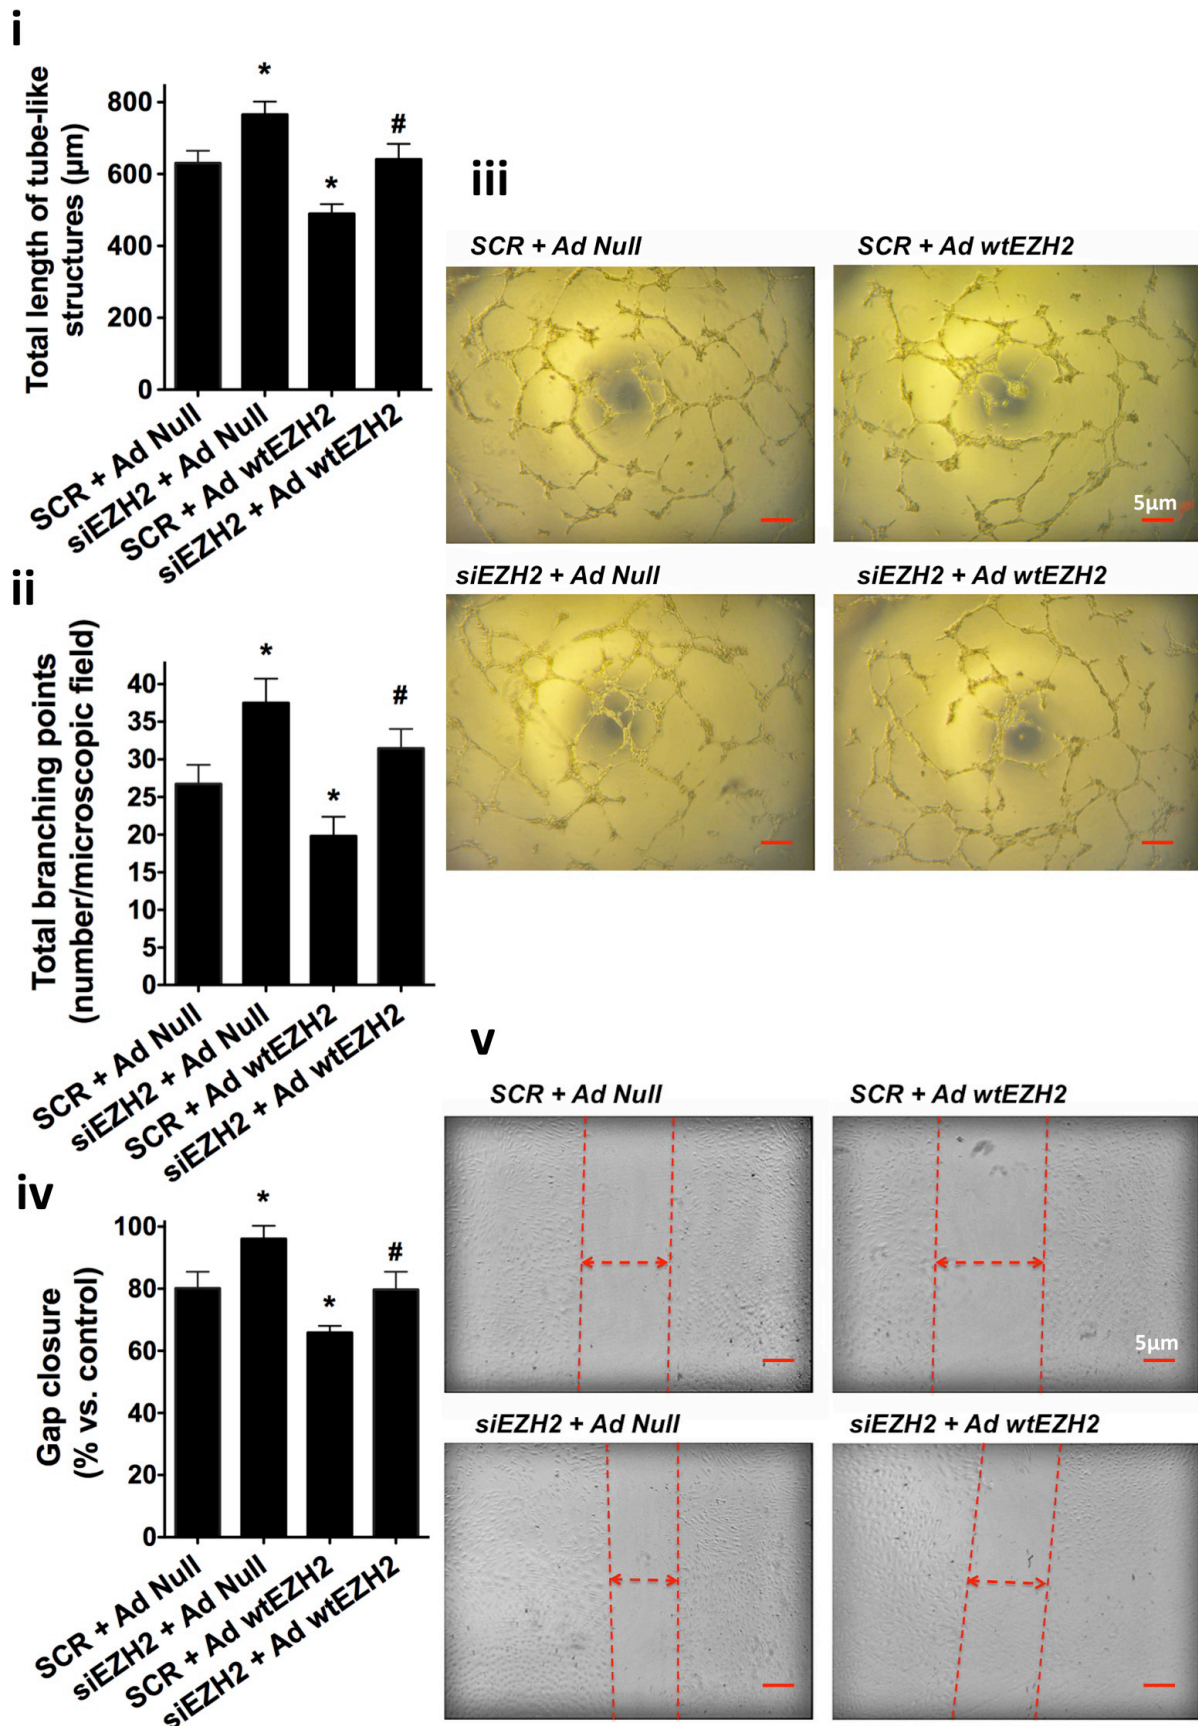 i
Total length of tube-like
structures (µm)
800
600
400
200
0
*
*
#
SCR + Ad Null
siEZH2 + Ad Null
SCR + Ad wtEZH2
siEZH2 + Ad wtEZH2
ii
Total branching points
(number/microscopic field)
40
35
30
25
20
15
10
5
0
*
*
#
SCR + Ad Null
siEZH2 + Ad Null
SCR + Ad wtEZH2
siEZH2 + Ad wtEZH2
iii
SCR + Ad Null
SCR + Ad wtEZH2
5µm
siEZH2 + Ad Null
siEZH2 + Ad wtEZH2
iv
Gap closure
(% vs. control)
100
80
60
40
20
0
*
*
#
SCR + Ad Null
siEZH2 + Ad Null
SCR + Ad wtEZH2
siEZH2 + Ad wtEZH2
v
SCR + Ad Null
SCR + Ad wtEZH2
5µm
siEZH2 + Ad Null
siEZH2 + Ad wtEZH2